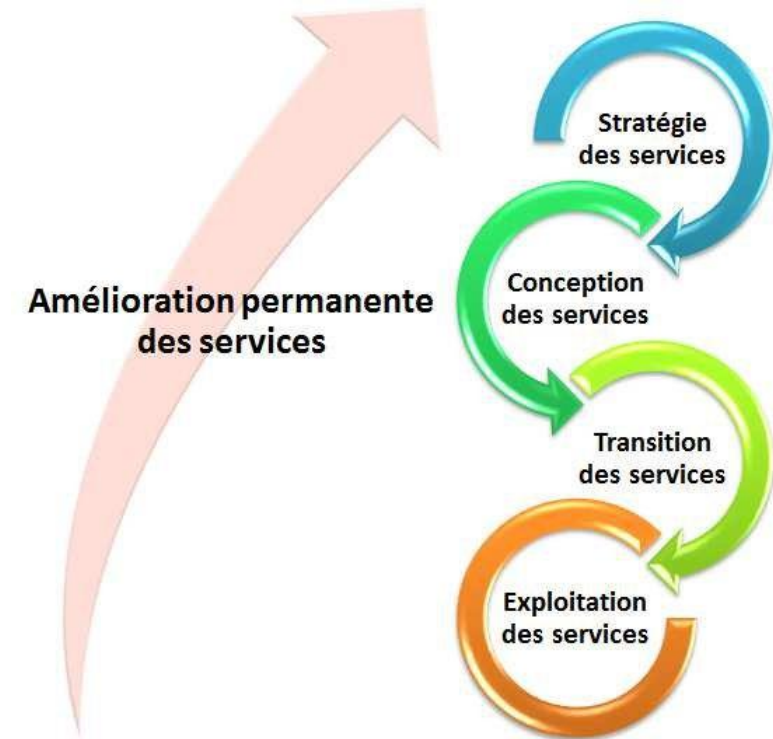 Stratégie
des services
Conception
des services
Amélioration permanente
des services
Transition
des services
Exploitation
des services